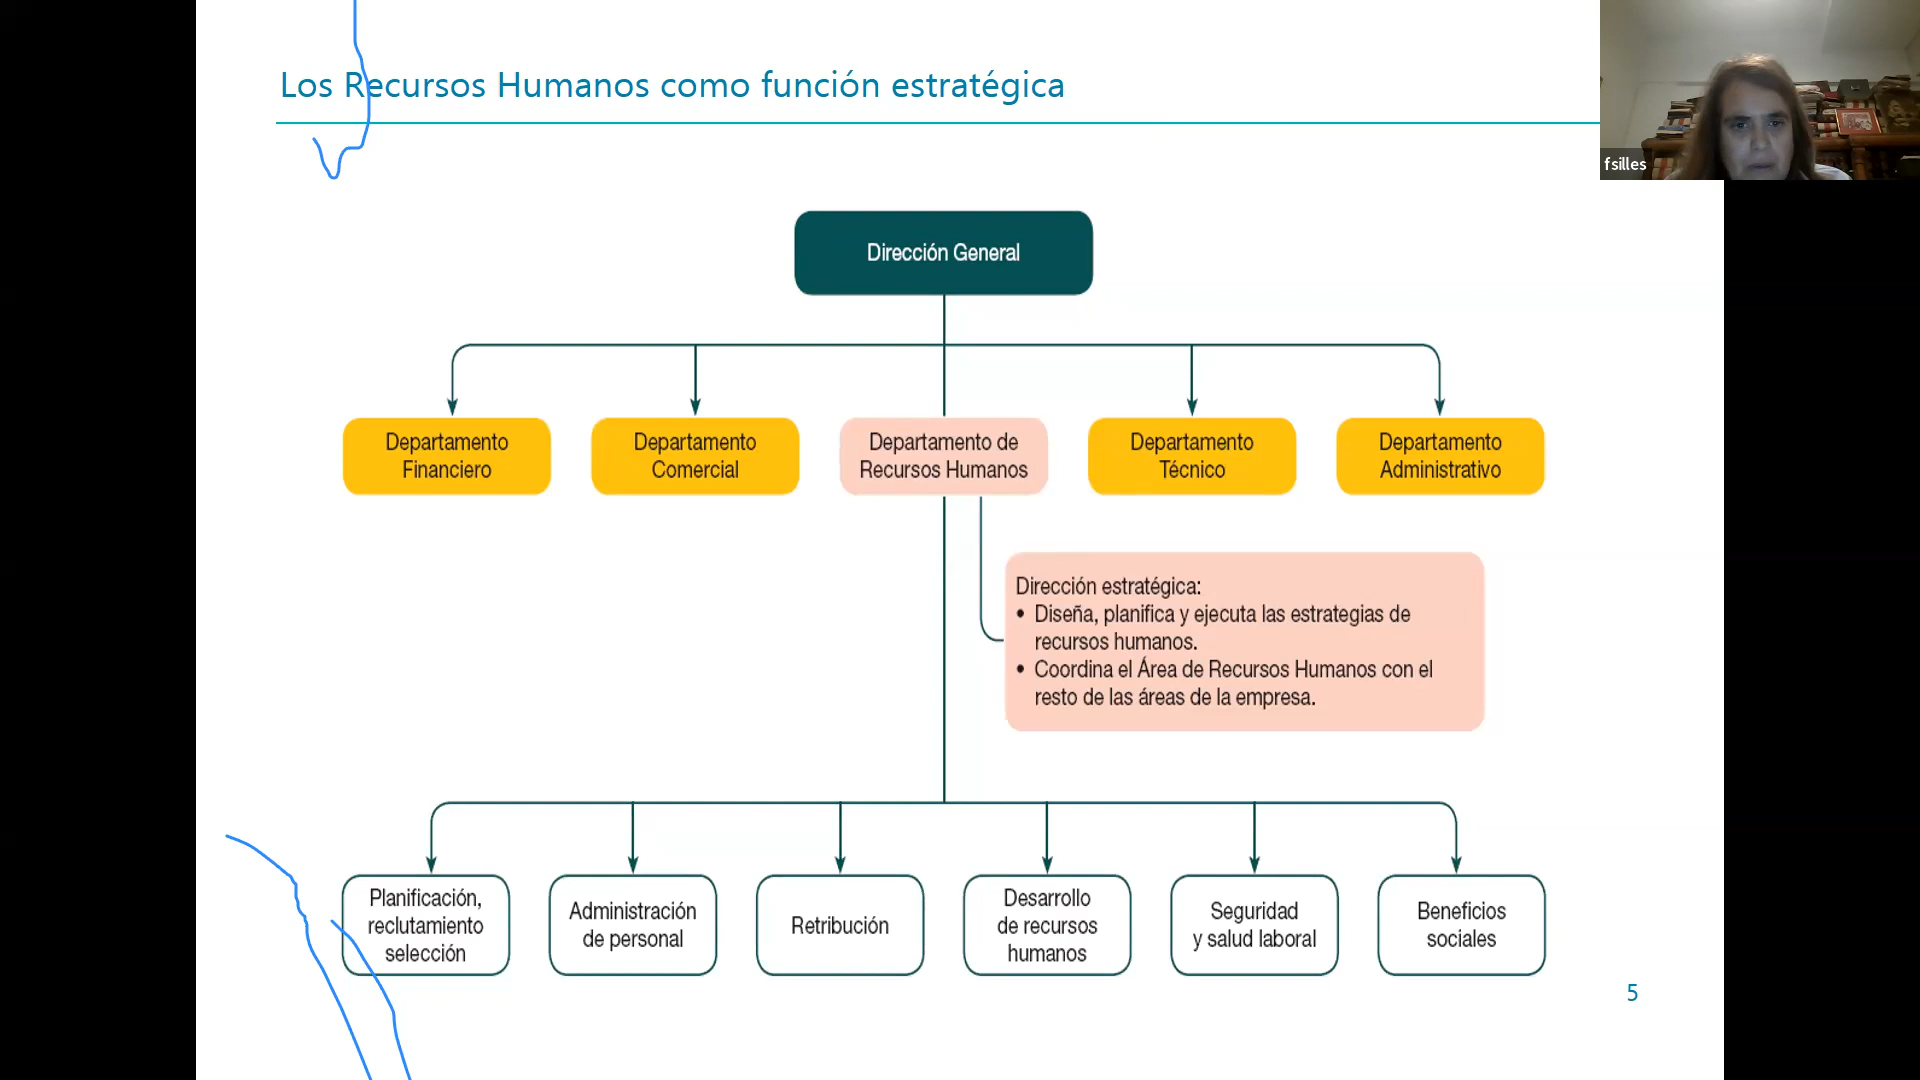 Los Recursos Humanos como función estratégica
fsilles
Dirección General
Departamento
Financiero
Departamento
Comercial
Departamento de
Recursos Humanos
Departamento
Técnico
Departamento
Administrativo
Dirección estratégica:
• Diseña, planifica y ejecuta las estrategias de
recursos humanos.
• Coordina el Área de Recursos Humanos con el
resto de las áreas de la empresa.
Planificación,
reclutamiento
selección
Administración
de personal
Retribución
Desarrollo
de recursos
humanos
Seguridad
y salud laboral
Beneficios
sociales
5